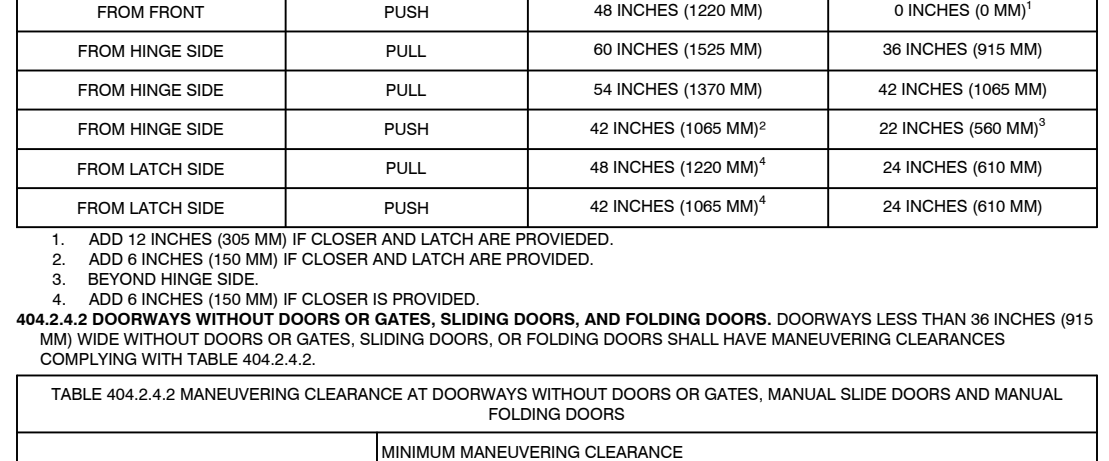 FROM FRONT PUSH 48 INCHES (1220 MM) 0 INCHES (0 MM)1
FROM HINGE SIDE PULL 60 INCHES (1525 MM) 36 INCHES (915 MM)
FROM HINGE SIDE PULL 54 INCHES (1370 MM) 42 INCHES (1065 MM)
FROM HINGE SIDE PUSH 42 INCHES (1065 MM)2 22 INCHES (560 MM)3
FROM LATCH SIDE PULL 48 INCHES (1220 MM)4 24 INCHES (610 MM)
FROM LATCH SIDE PUSH 42 INCHES (1065 MM)4 24 INCHES (610 MM)
1. ADD 12 INCHES (305 MM) IF CLOSER AND LATCH ARE PROVIEDED.
2. ADD 6 INCHES (150 MM) IF CLOSER AND LATCH ARE PROVIDED.
3. BEYOND HINGE SIDE.
4. ADD 6 INCHES (150 MM) IF CLOSER IS PROVIDED.
404.2.4.2 DOORWAYS WITHOUT DOORS OR GATES, SLIDING DOORS, AND FOLDING DOORS. DOORWAYS LESS THAN 36 INCHES (915
MM) WIDE WITHOUT DOORS OR GATES, SLIDING DOORS, OR FOLDING DOORS SHALL HAVE MANEUVERING CLEARANCES
COMPLYING WITH TABLE 404.2.4.2.
TABLE 404.2.4.2 MANEUVERING CLEARANCE AT DOORWAYS WITHOUT DOORS OR GATES, MANUAL SLIDE DOORS AND MANUAL
FOLDING DOORS
MINIMUM MANEUVERING CLEARANCE